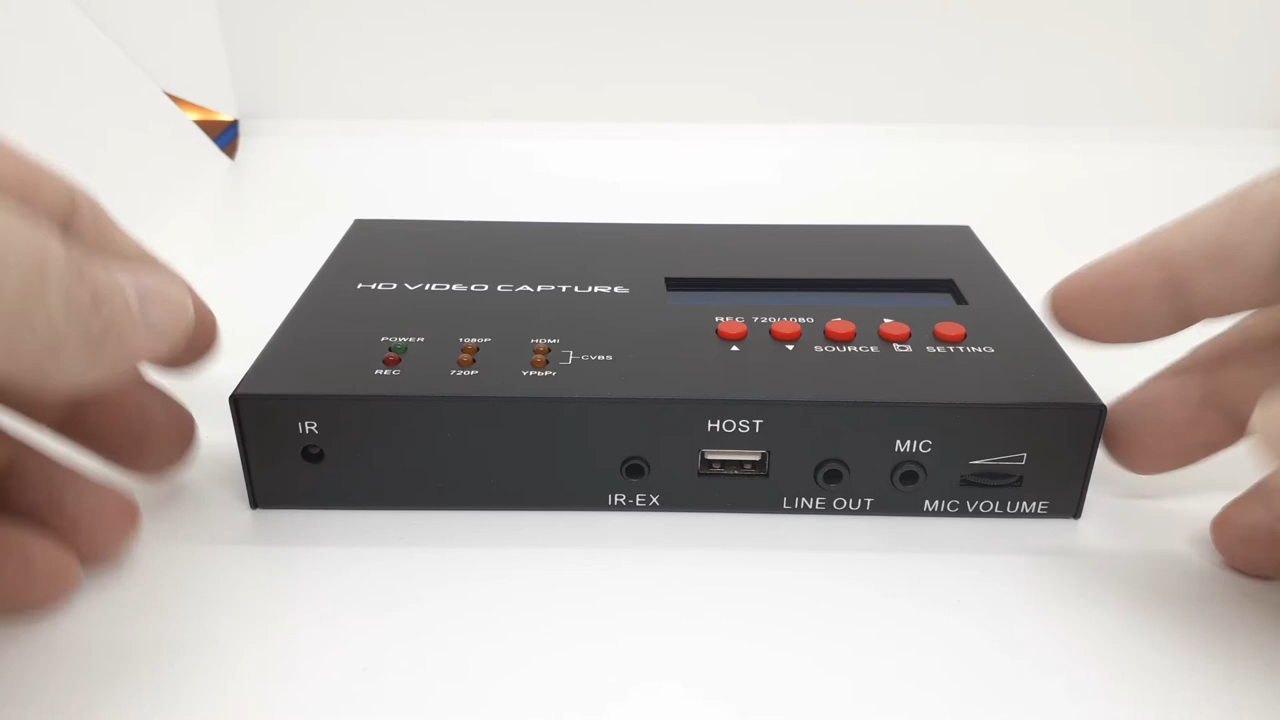 HD VIDEO CAPTURE
REC 720/1080
SOURCE SETTING
POWER 1080P HDMI
CVBS
REC 720P YPbPr
IR
HOST
MIC
IR-EX
LINE OUT
MIC VOLUME